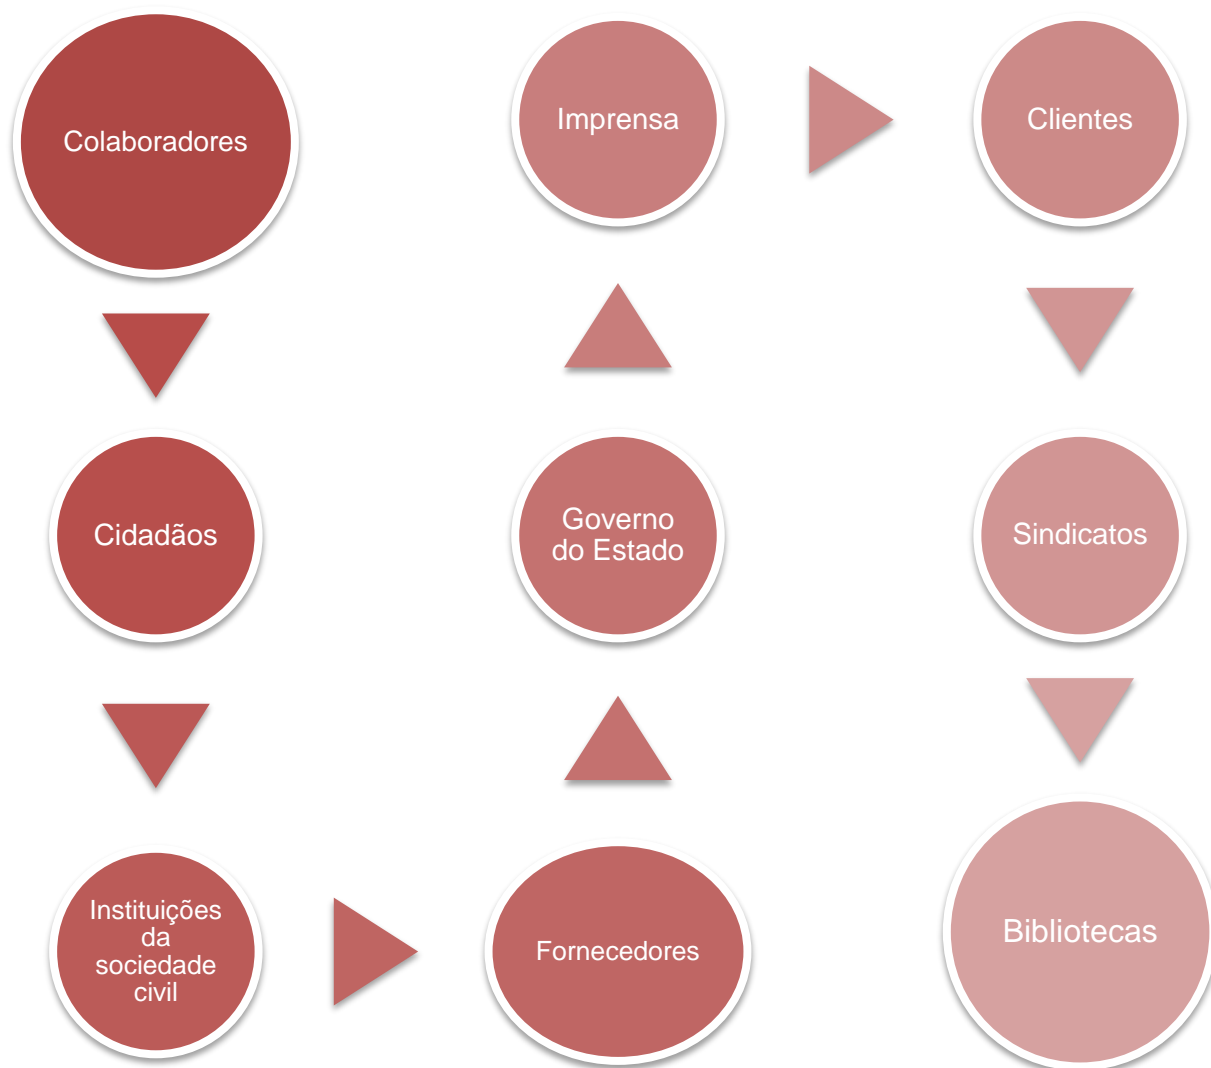 Colaboradores
Cidadãos
Instituições
da
sociedade
civil
Fornecedores
Governo
do Estado
Imprensa
Clientes
Sindicatos
Bibliotecas